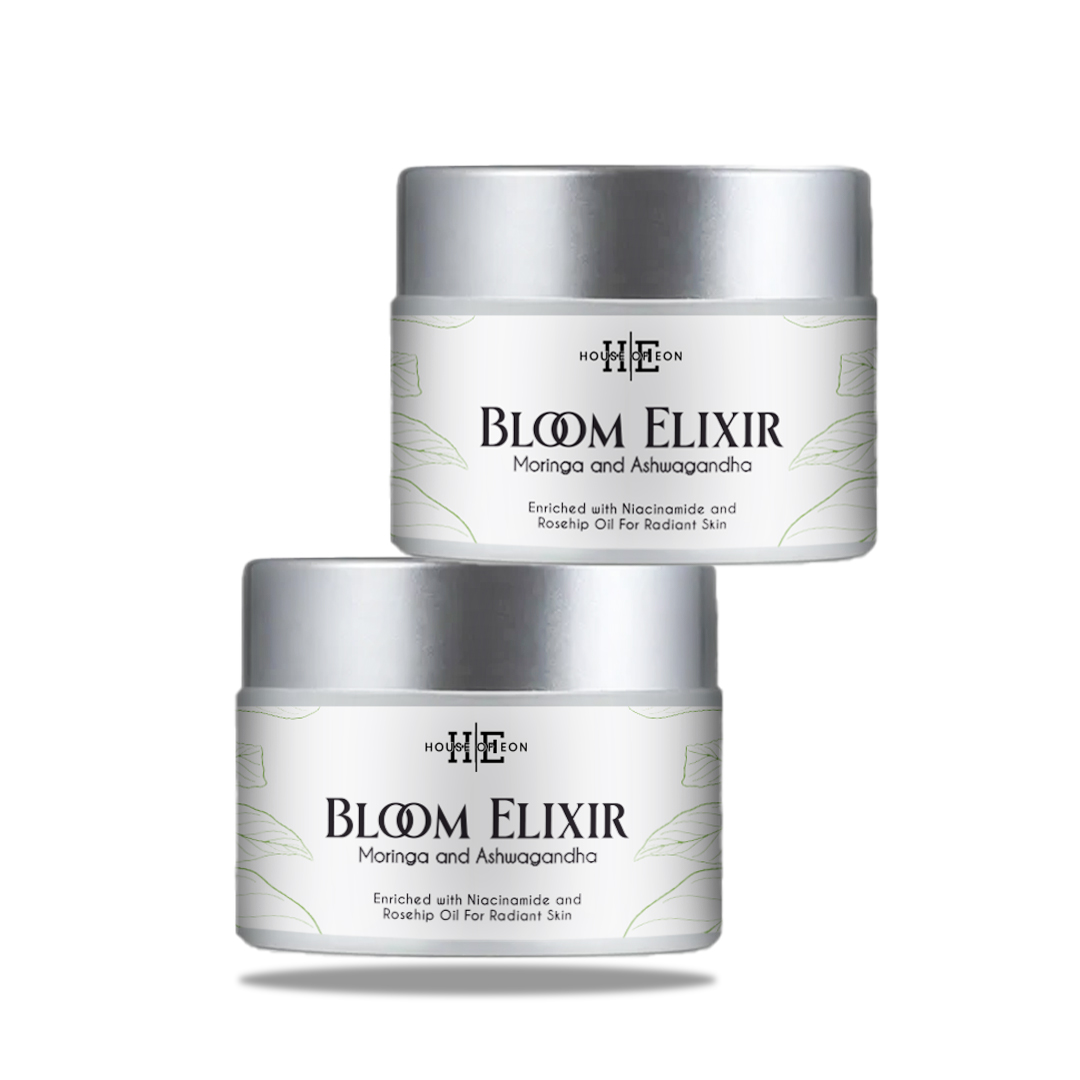 H|E
HOUSE OF EON
BLOOM ELIXIR
Moringa and Ashwagandha
Enriched with Niacinamide and
Rosehip Oil For Radiant Skin
H|E
HOUSE OF EON
BLOOM ELIXIR
Moringa and Ashwagandha
Enriched with Niacinamide and
Rosehip Oil For Radiant Skin